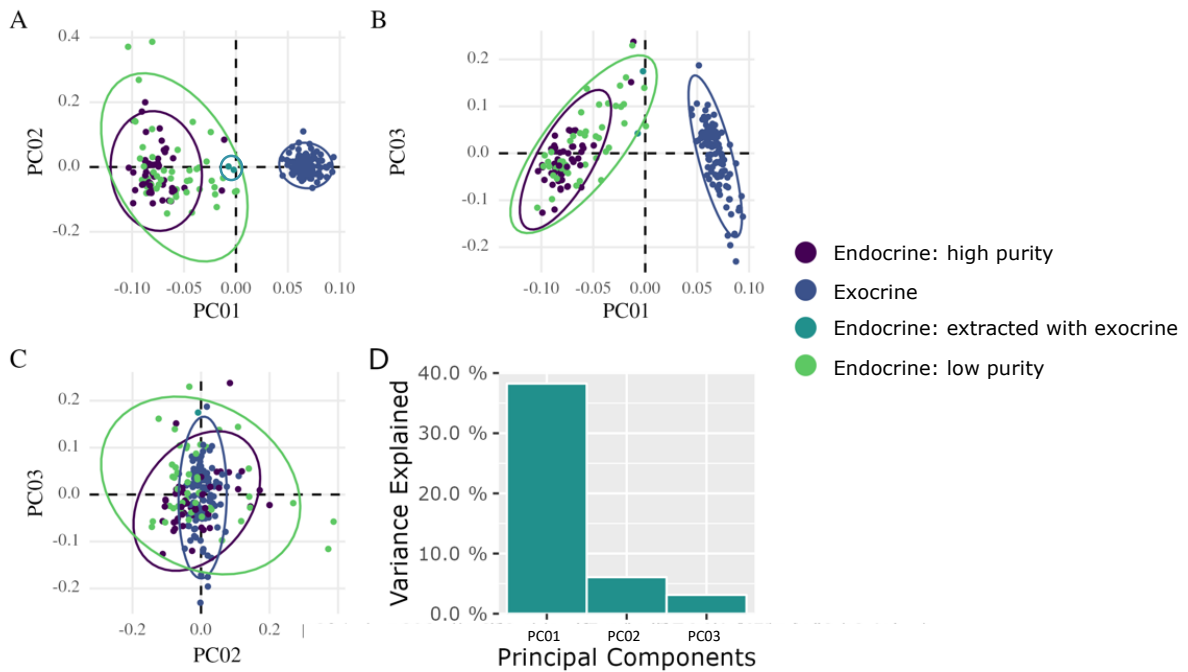 A
PC02
0.4
0.2
0.0
-0.2
-0.10 -0.05 0.00 0.05 0.10
PC01
B
PC03
0.2
0.1
0.0
-0.1
-0.2
-0.10 -0.05 0.00 0.05 0.10
PC01
Endocrine: high purity
Exocrine
Endocrine: extracted with exocrine
Endocrine: low purity
C
PC03
0.2
0.1
0.0
-0.1
-0.2
-0.2 0.0 0.2
PC02
D
Variance Explained
40.0 %
30.0 %
20.0 %
10.0 %
0.0 %
PC01 PC02 PC03
Principal Components